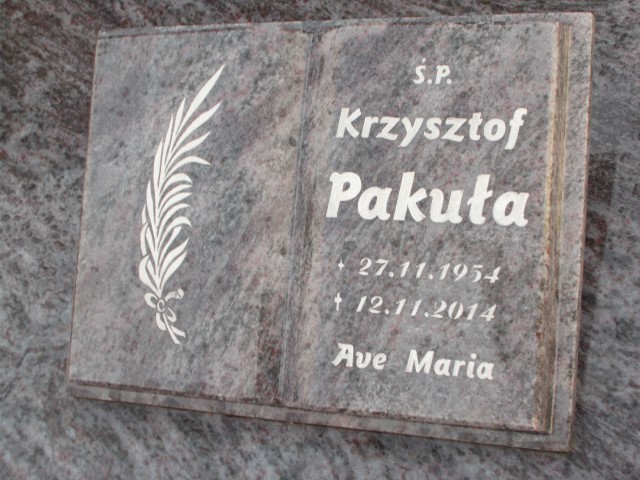 Ś.P.
Krzysztof
Pakuła
* 27.11.1954
✝ 12.11.2014
Ave Maria